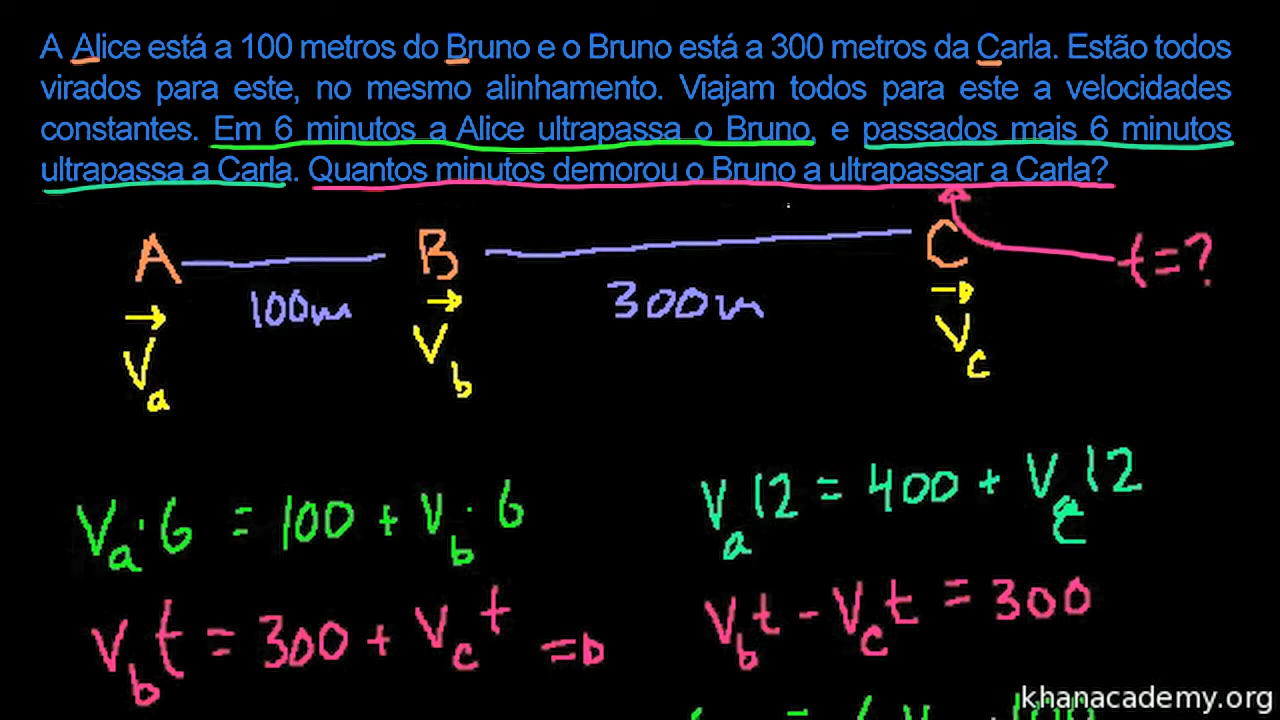 A Alice está a 100 metros do Bruno e o Bruno está a 300 metros da Carla. Estão todos
virados para este, no mesmo alinhamento. Viajam todos para este a velocidades
constantes. Em 6 minutos a Alice ultrapassa o Bruno, e passados mais 6 minutos
ultrapassa a Carla. Quantos minutos demorou o Bruno a ultrapassar a Carla?
A B C t=?
100m 300m
Va Vb Vc
Va·6 = 100 + Vb·6
Va12 = 400 + Vc12
Vbt = 300 + Vct =>
Vbt - Vct = 300
khanacademy.org